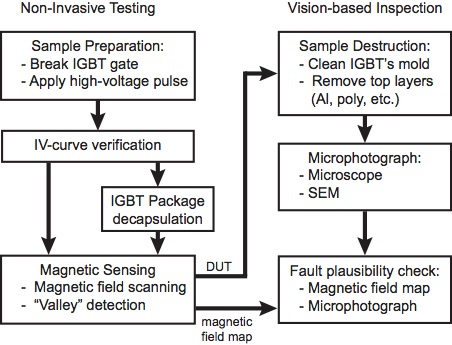 Non-Invasive Testing
Sample Preparation:
- Break IGBT gate
- Apply high-voltage pulse
IV-curve verification
IGBT Package
decapsulation
Magnetic Sensing
- Magnetic field scanning
- “Valley” detection
DUT
magnetic
field map
Vision-based Inspection
Sample Destruction:
- Clean IGBT's mold
- Remove top layers
(Al, poly, etc.)
Microphotograph:
- Microscope
- SEM
Fault plausibility check:
- Magnetic field map
- Microphotograph